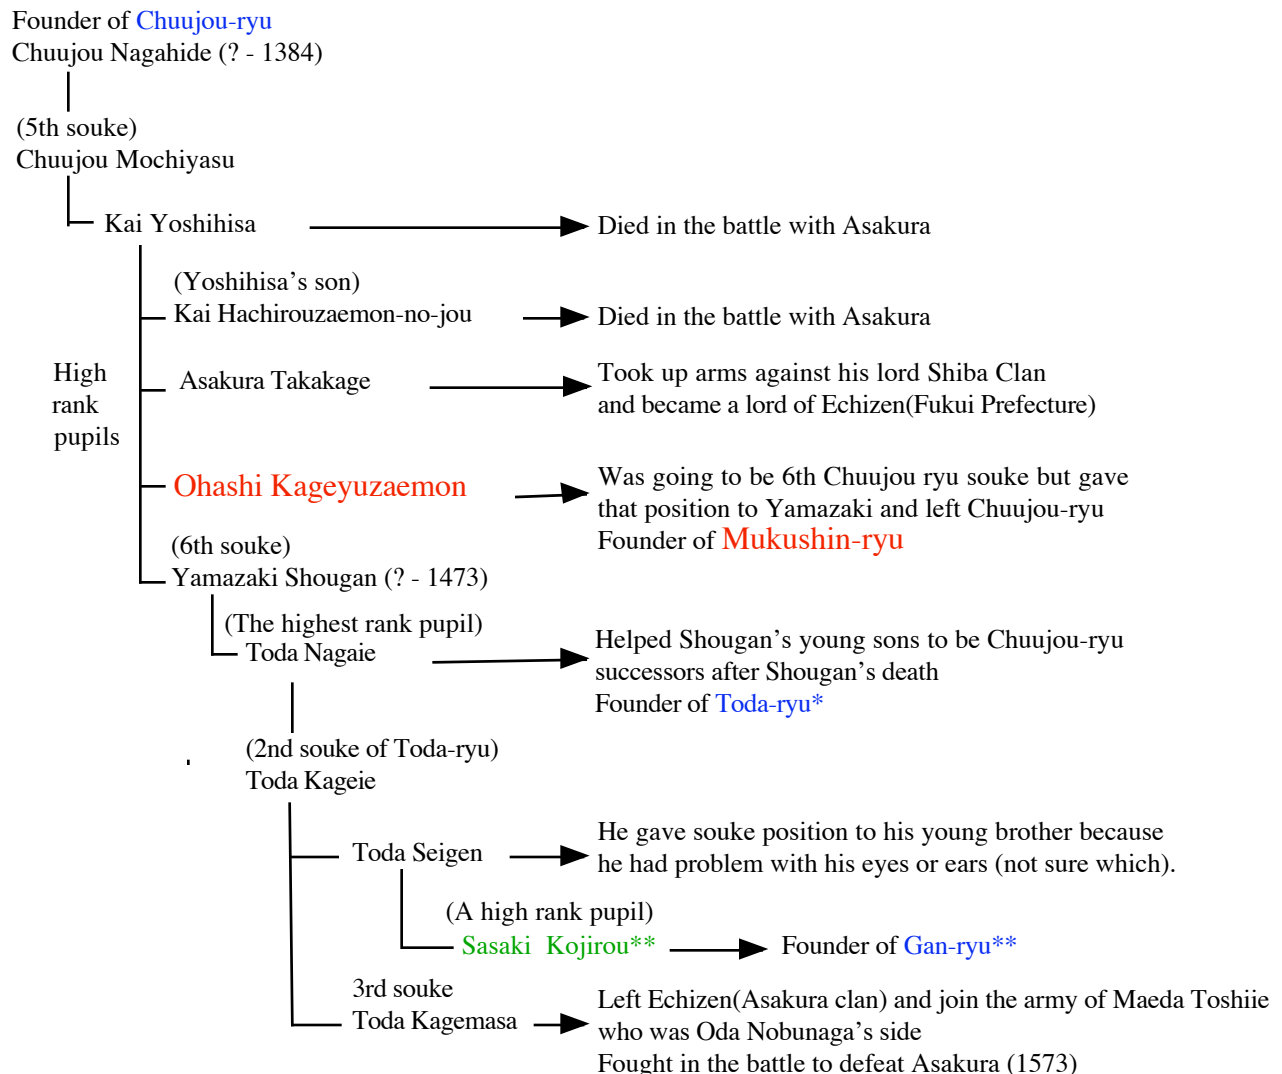 Founder of Chuujou-ryu
Chuujou Nagahide (? - 1384)
(5th souke)
Chuujou Mochiyasu
Kai Yoshihisa
Died in the battle with Asakura
(Yoshihisa’s son)
Kai Hachirouzaemon-no-jou
Died in the battle with Asakura
High
rank
pupils
Asakura Takakage
Took up arms against his lord Shiba Clan
and became a lord of Echizen(Fukui Prefecture)
Ohashi Kageyuzaemon
Was going to be 6th Chuujou ryu souke but gave
that position to Yamazaki and left Chuujou-ryu
Founder of Mukushin-ryu
(6th souke)
Yamazaki Shougan (? - 1473)
(The highest rank pupil)
Toda Nagaie
Helped Shougan’s young sons to be Chuujou-ryu
successors after Shougan’s death
Founder of Toda-ryu*
(2nd souke of Toda-ryu)
Toda Kageie
Toda Seigen
He gave souke position to his young brother because
he had problem with his eyes or ears (not sure which).
(A high rank pupil)
Sasaki Kojirou**
Founder of Gan-ryu**
3rd souke
Toda Kagemasa
Left Echizen(Asakura clan) and join the army of Maeda Toshiie
who was Oda Nobunaga’s side
Fought in the battle to defeat Asakura (1573)